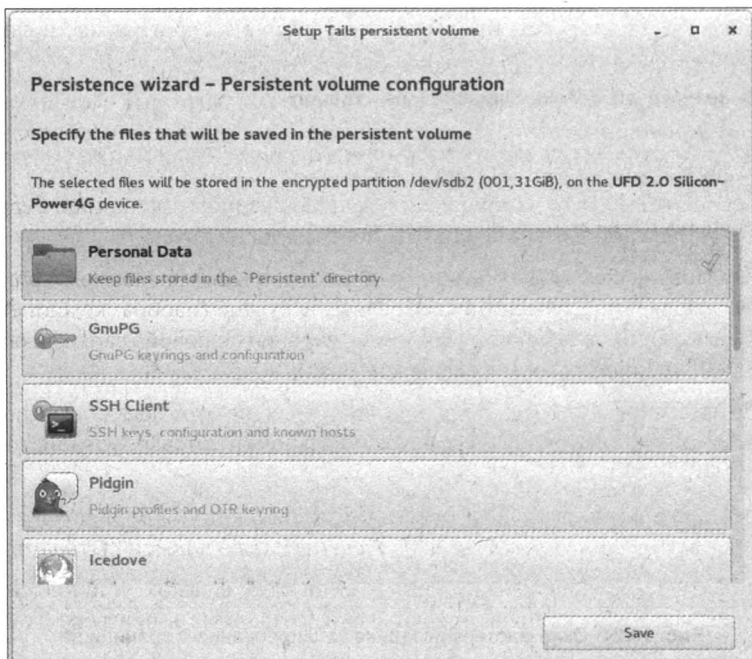 Setup Tails persistent volume
Persistence wizard – Persistent volume configuration
Specify the files that will be saved in the persistent volume
The selected files will be stored in the encrypted partition /dev/sdb2 (001,31GiB), on the UFD 2.0 Silicon-
Power4G device.
Personal Data
Keep files stored in the `Persistent' directory
GnuPG
GnuPG keyrings and configuration
SSH Client
SSH keys, configuration and known hosts
Pidgin
Pidgin profiles and OTR keyring
Icedove
Save